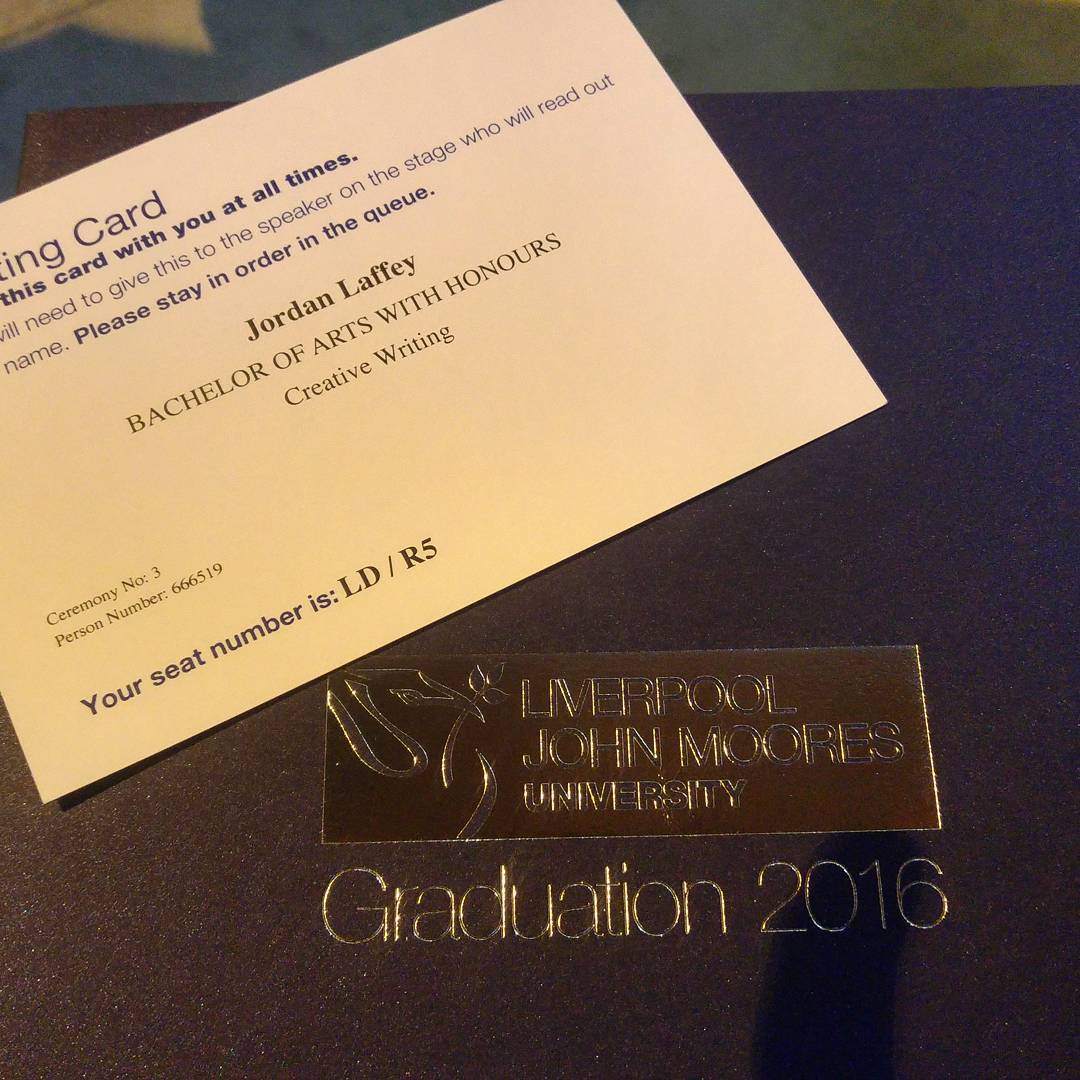 ting Card
this card with you at all times.
will need to give this to the speaker on the stage who will read out
name. Please stay in order in the queue.
Jordan Laffey
BACHELOR OF ARTS WITH HONOURS
Creative Writing
Ceremony No: 3
Person Number: 666519
Your seat number is: LD / R5
LIVERPOOL
JOHN MOORES
UNIVERSITY
Graduation 2016